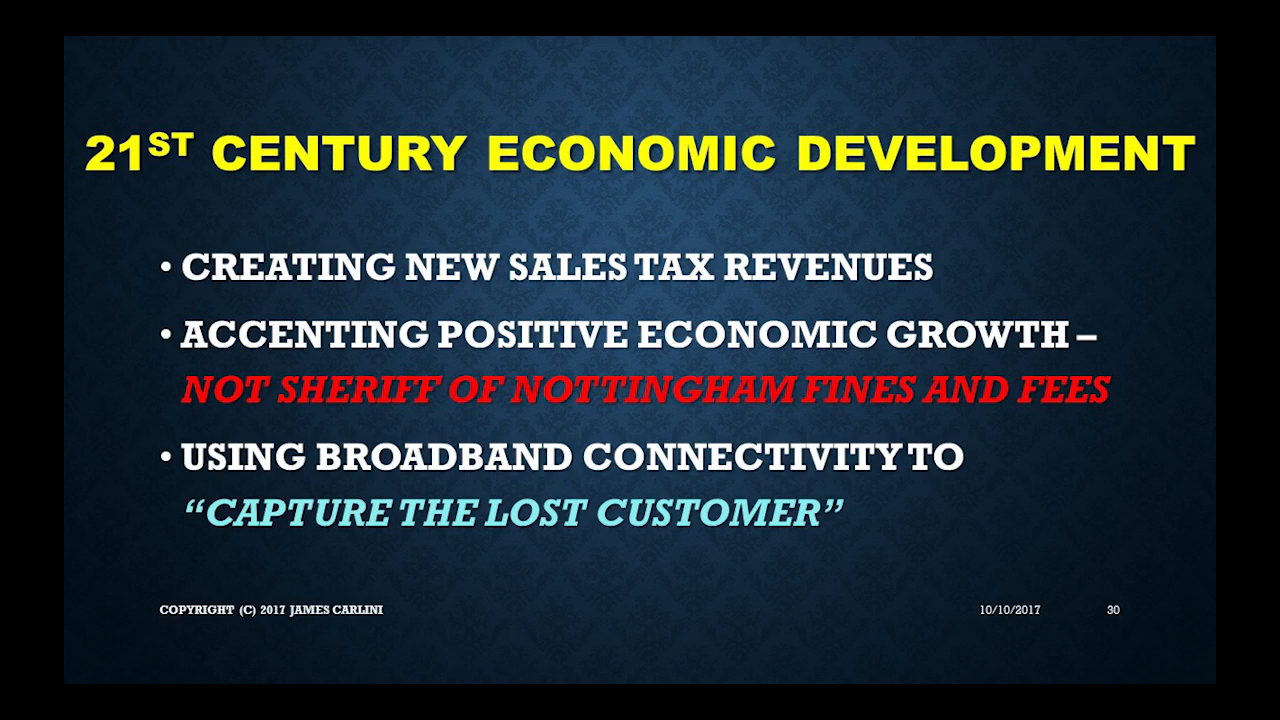 21ST CENTURY ECONOMIC DEVELOPMENT
• CREATING NEW SALES TAX REVENUES
• ACCENTING POSITIVE ECONOMIC GROWTH –
NOT SHERIFF OF NOTTINGHAM FINES AND FEES
• USING BROADBAND CONNECTIVITY TO
“CAPTURE THE LOST CUSTOMER”
COPYRIGHT (C) 2017 JAMES CARLINI 10/10/2017 30